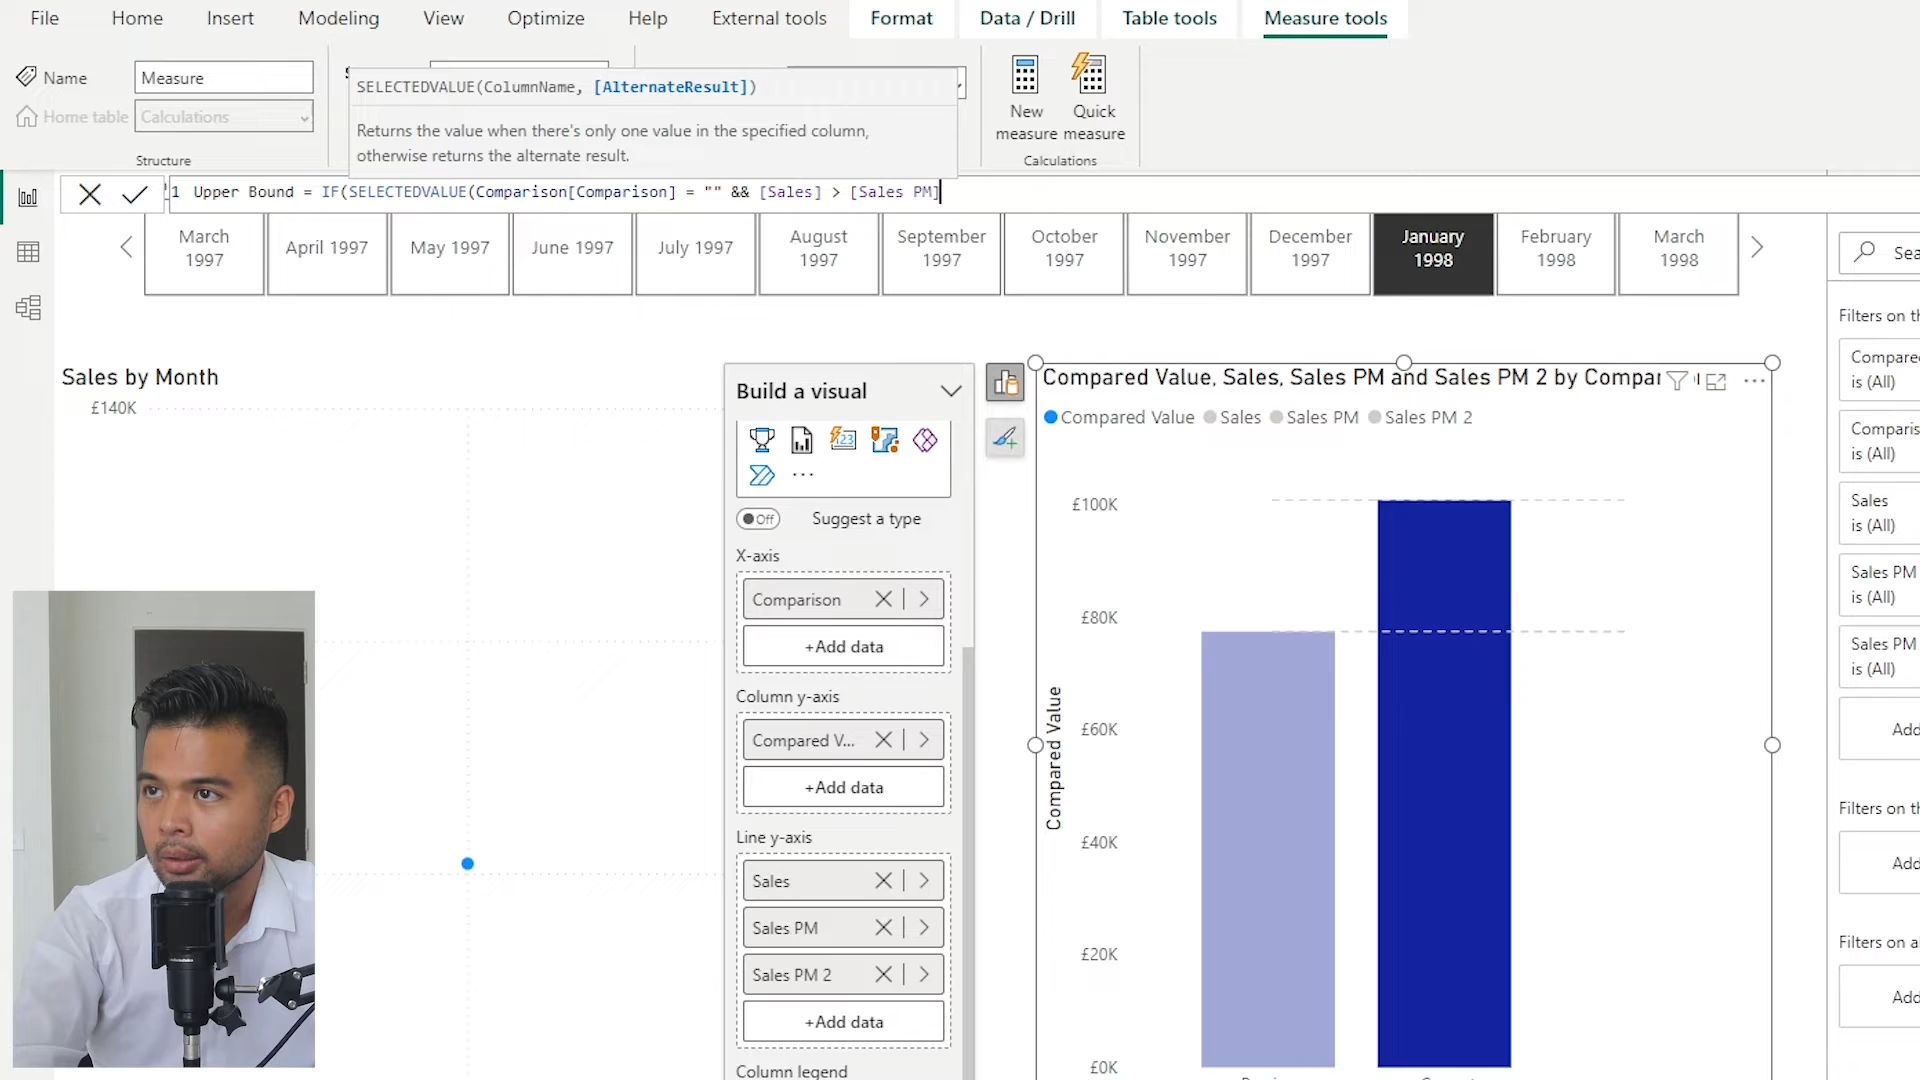 File Home Insert Modeling View Optimize Help External tools Format Data / Drill Table tools Measure tools
Name Measure
Home table Calculations
Structure
SELECTEDVALUE(ColumnName, [AlternateResult])
Returns the value when there's only one value in the specified column,
otherwise returns the alternate result.
New measure
Quick measure
Calculations
1 Upper Bound = IF(SELECTEDVALUE(Comparison[Comparison] = "" && [Sales] > [Sales PM]
March 1997
April 1997
May 1997
June 1997
July 1997
August 1997
September 1997
October 1997
November 1997
December 1997
January 1998
February 1998
March 1998
Sales by Month
£140K
Build a visual
123
Off
Suggest a type
X-axis
Comparison
+Add data
Column y-axis
Compared V...
+Add data
Line y-axis
Sales
Sales PM
Sales PM 2
+Add data
Column legend
Compared Value, Sales, Sales PM and Sales PM 2 by Compar
Compared Value Sales Sales PM Sales PM 2
£100K
£80K
£60K
£40K
£20K
£0K
Compared Value
Sea
Filters on th
Compared
is (All)
Comparis
is (All)
Sales
is (All)
Sales PM
is (All)
Sales PM
is (All)
Add
Filters on th
Add
Filters on a
Add